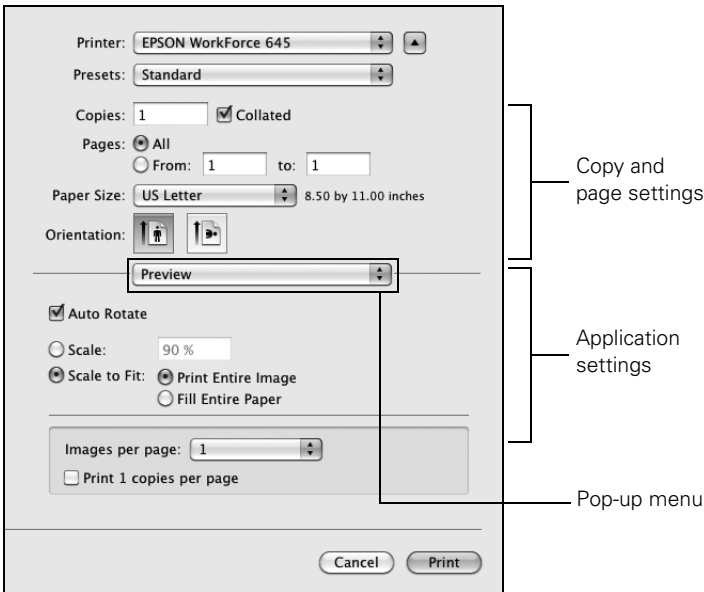 Printer: EPSON WorkForce 645
Presets: Standard
Copies: 1 Collated
Pages: All
From: 1 to: 1
Paper Size: US Letter 8.50 by 11.00 inches
Orientation:
Preview
Auto Rotate
Scale: 90 %
Scale to Fit: Print Entire Image
Fill Entire Paper
Images per page: 1
Print 1 copies per page
Cancel Print
Copy and
page settings
Application
settings
Pop-up menu